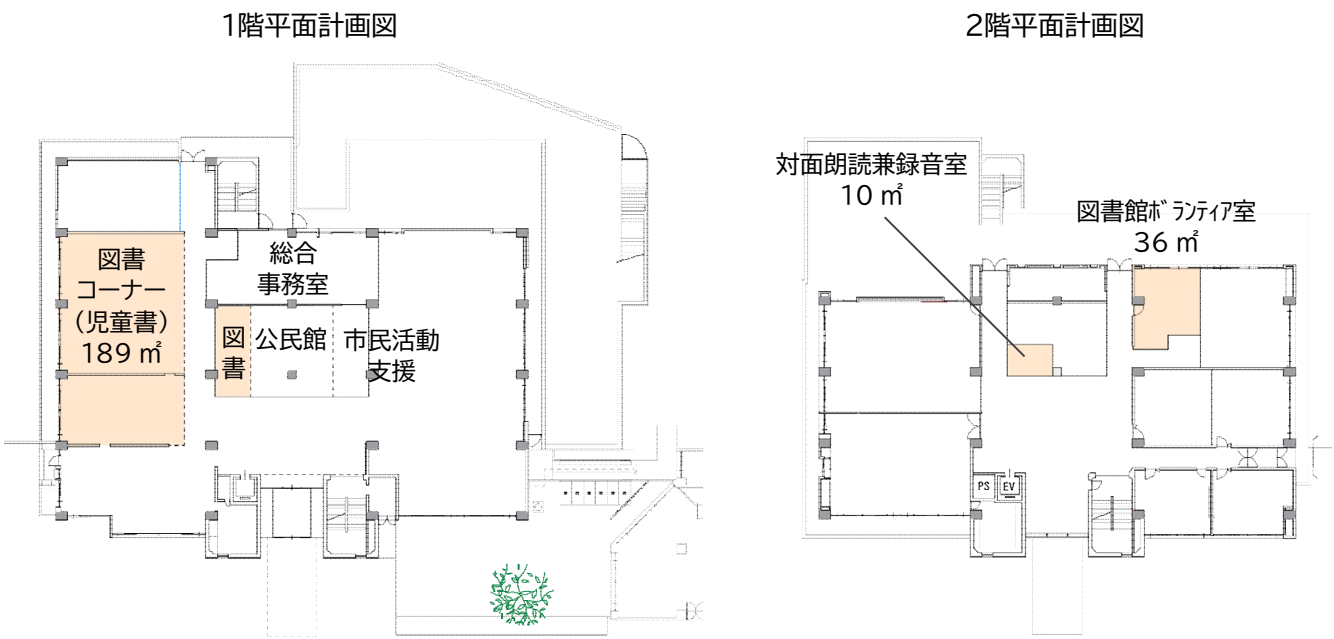 1階平面計画図
図書
コーナー
（児童書）
189 ㎡
総合
事務室
図
書
公民館
市民活動
支援
2階平面計画図
対面朗読兼録音室
10 ㎡
図書館ﾎﾞﾗﾝﾃｨｱ室
36 ㎡
PS
EV